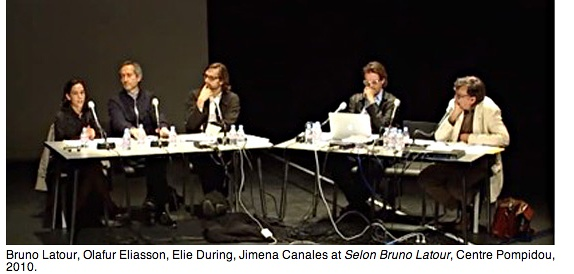 Bruno Latour, Olafur Eliasson, Elie During, Jimena Canales at Selon Bruno Latour, Centre Pompidou,
2010.